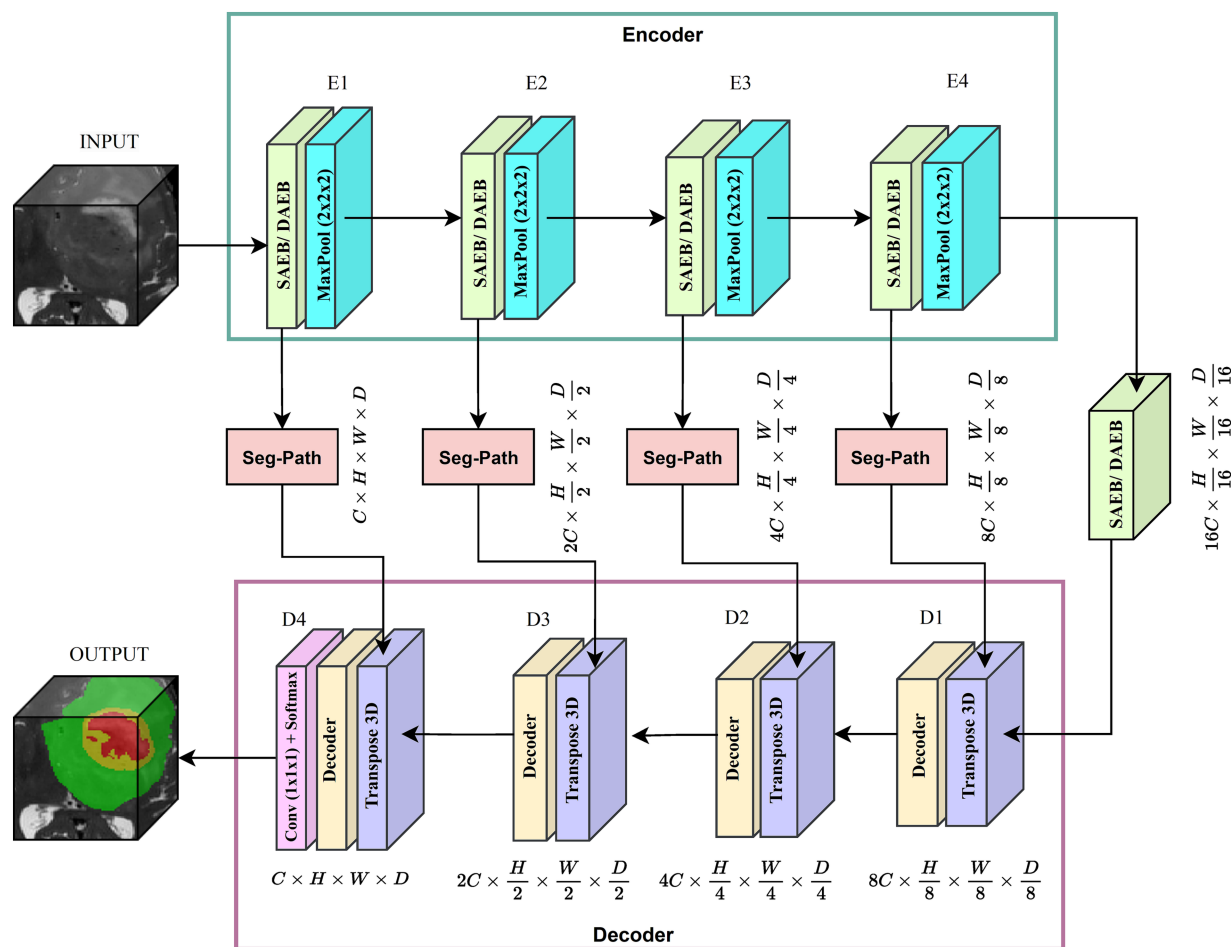 Encoder
E1
E2
E3
E4
INPUT
SAEB/ DAEB
MaxPool (2x2x2)
SAEB/ DAEB
MaxPool (2x2x2)
SAEB/ DAEB
MaxPool (2x2x2)
SAEB/ DAEB
MaxPool (2x2x2)
Seg-Path
C × H × W × D
Seg-Path
2C × H/2 × W/2 × D/2
Seg-Path
4C × H/4 × W/4 × D/4
Seg-Path
8C × H/8 × W/8 × D/8
SAEB/ DAEB
16C × H/16 × W/16 × D/16
D4
D3
D2
D1
OUTPUT
Conv (1x1x1) + Softmax
Decoder
Transpose 3D
Decoder
Transpose 3D
Decoder
Transpose 3D
Decoder
Transpose 3D
C × H × W × D
2C × H/2 × W/2 × D/2
4C × H/4 × W/4 × D/4
8C × H/8 × W/8 × D/8
Decoder